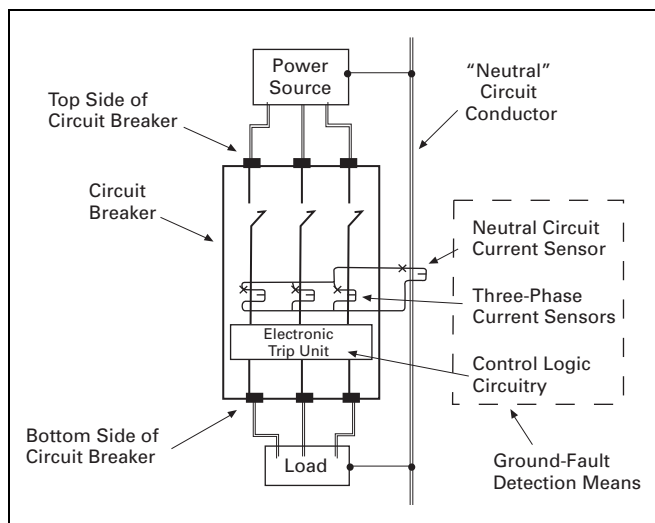 Power
Source
“Neutral”
Circuit
Conductor
Top Side of
Circuit Breaker
Circuit
Breaker
Neutral Circuit
Current Sensor
Three-Phase
Current Sensors
Electronic
Trip Unit
Control Logic
Circuitry
Bottom Side of
Circuit Breaker
Load
Ground-Fault
Detection Means